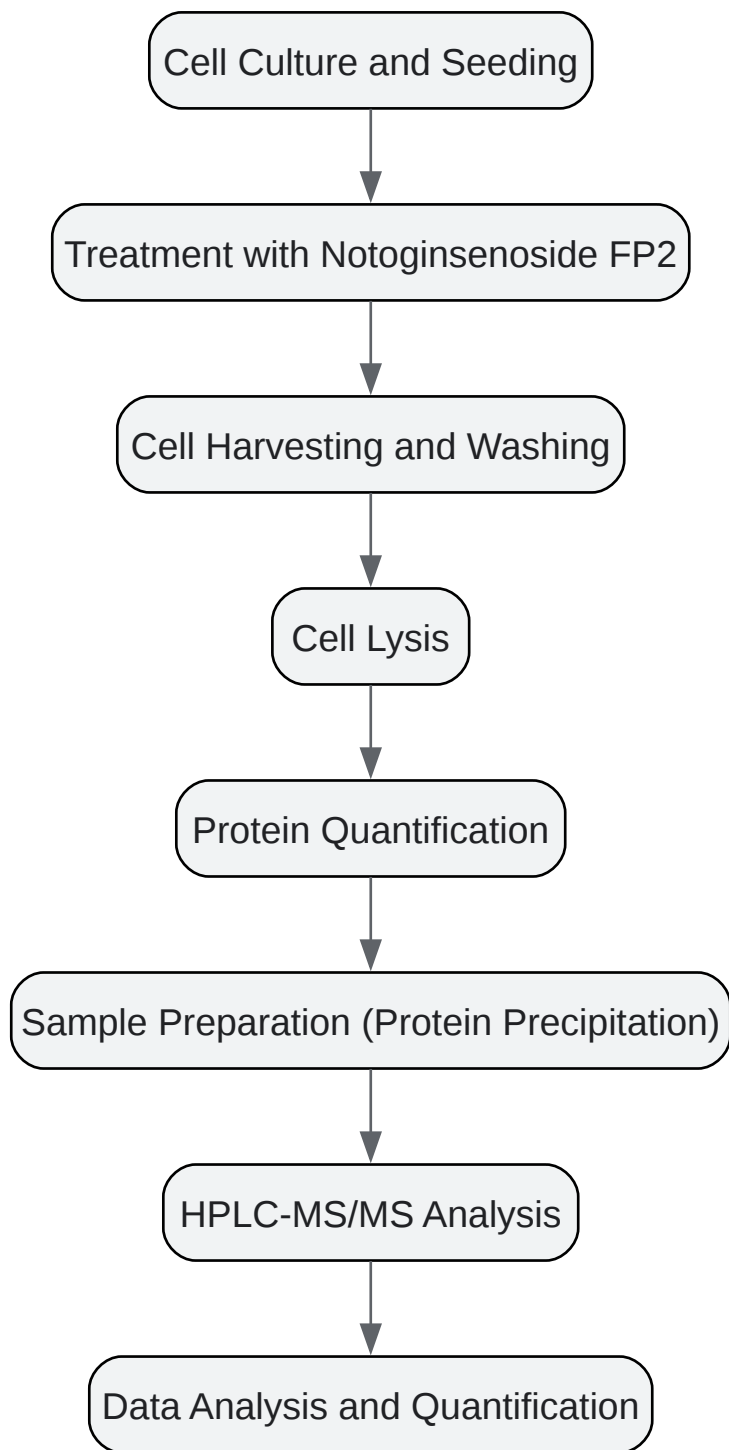 Cell Culture and Seeding
Treatment with Notoginsenoside FP2
Cell Harvesting and Washing
Cell Lysis
Protein Quantification
Sample Preparation (Protein Precipitation)
HPLC-MS/MS Analysis
Data Analysis and Quantification